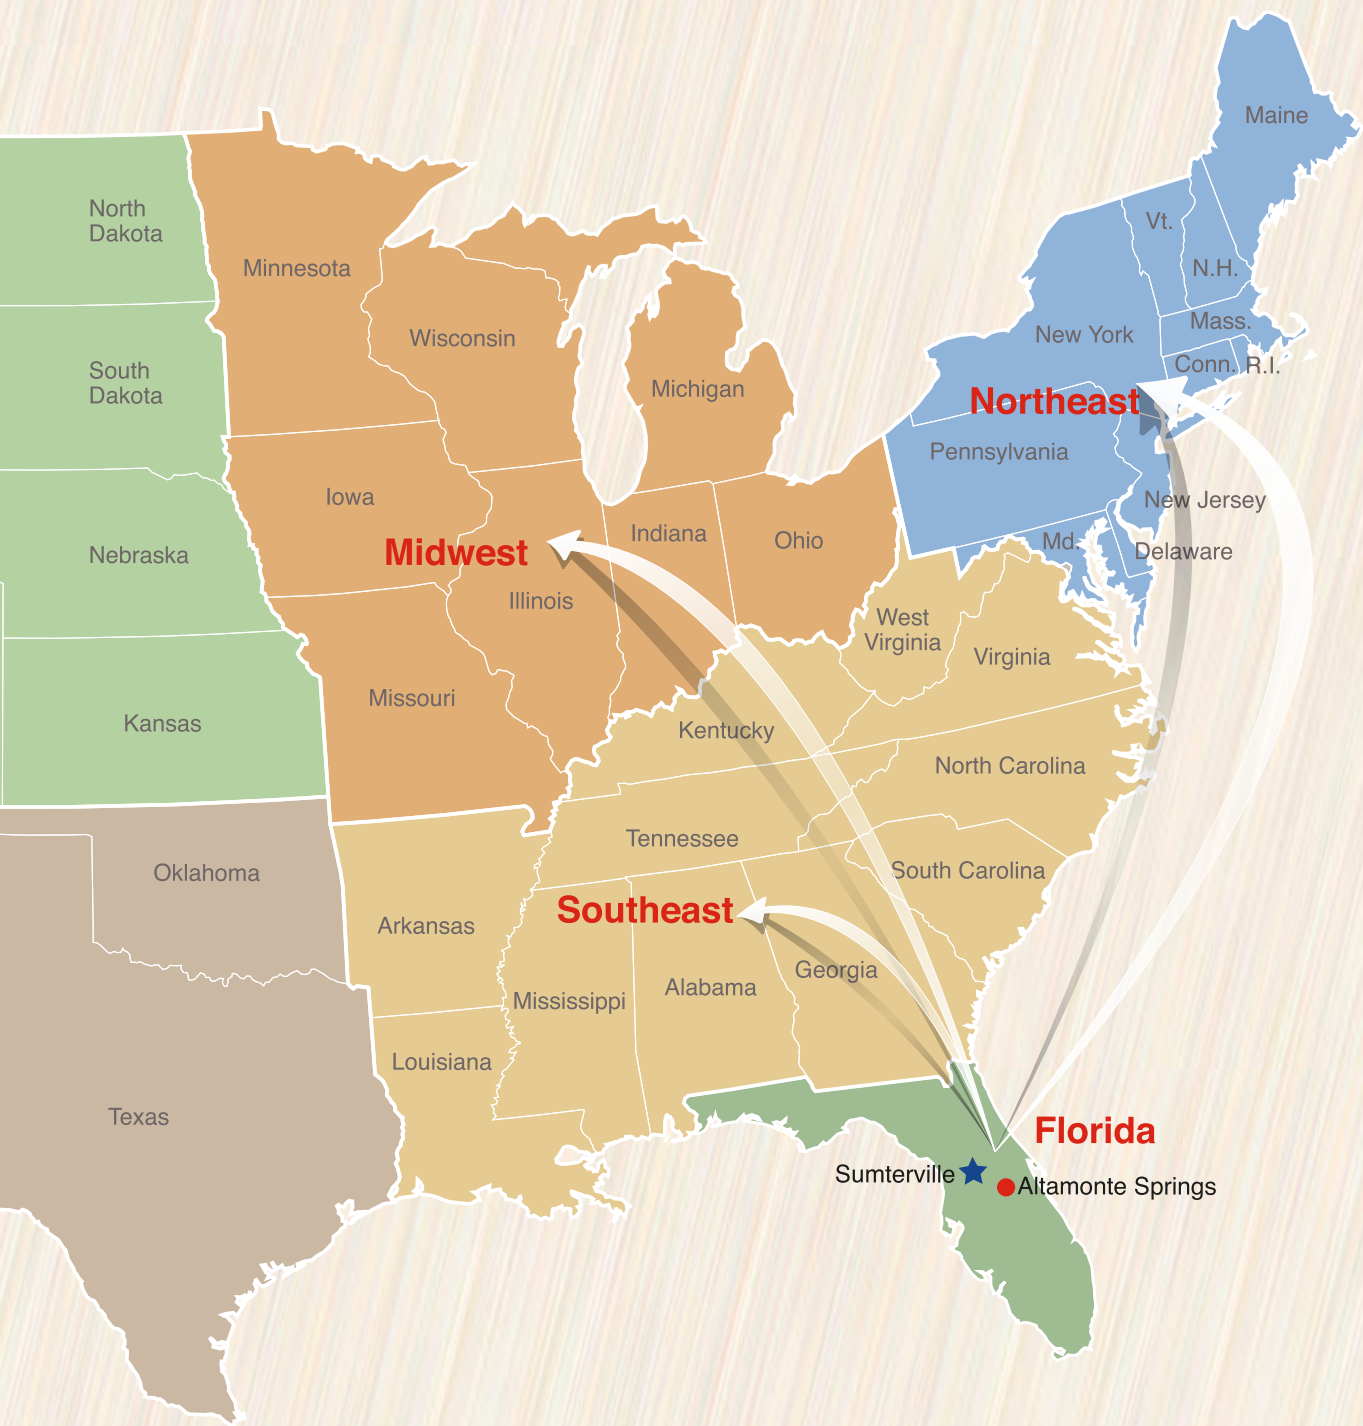 Maine
North
Dakota
Vt.
Minnesota
N.H.
Mass.
Wisconsin
New York
Conn.
R.I.
South
Dakota
Michigan
Northeast
Pennsylvania
Iowa
New Jersey
Indiana
Ohio
Md.
Midwest
Delaware
Nebraska
Illinois
West
Virginia
Virginia
Missouri
Kansas
Kentucky
North Carolina
Tennessee
Oklahoma
South Carolina
Southeast
Arkansas
Georgia
Alabama
Mississippi
Louisiana
Texas
Florida
Sumterville
Altamonte Springs